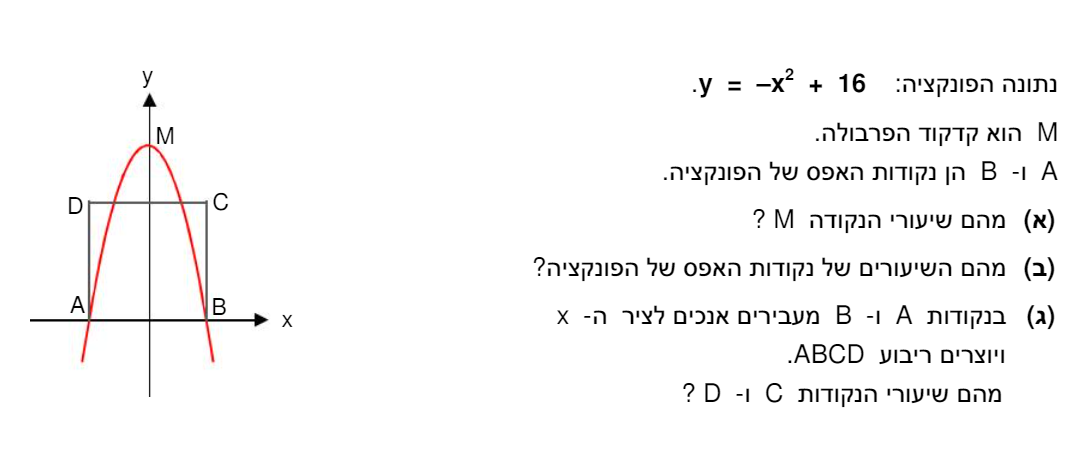 נתונה הפונקציה: y = –x² + 16.
M הוא קדקוד הפרבולה.
A ו- B הן נקודות האפס של הפונקציה.
(א) מהם שיעורי הנקודה M ?
(ב) מהם השיעורים של נקודות האפס של הפונקציה?
(ג) בנקודות A ו- B מעבירים אנכים לציר ה- x
ויוצרים ריבוע ABCD.
מהם שיעורי הנקודות C ו- D ?
y
M
D C
A B
x